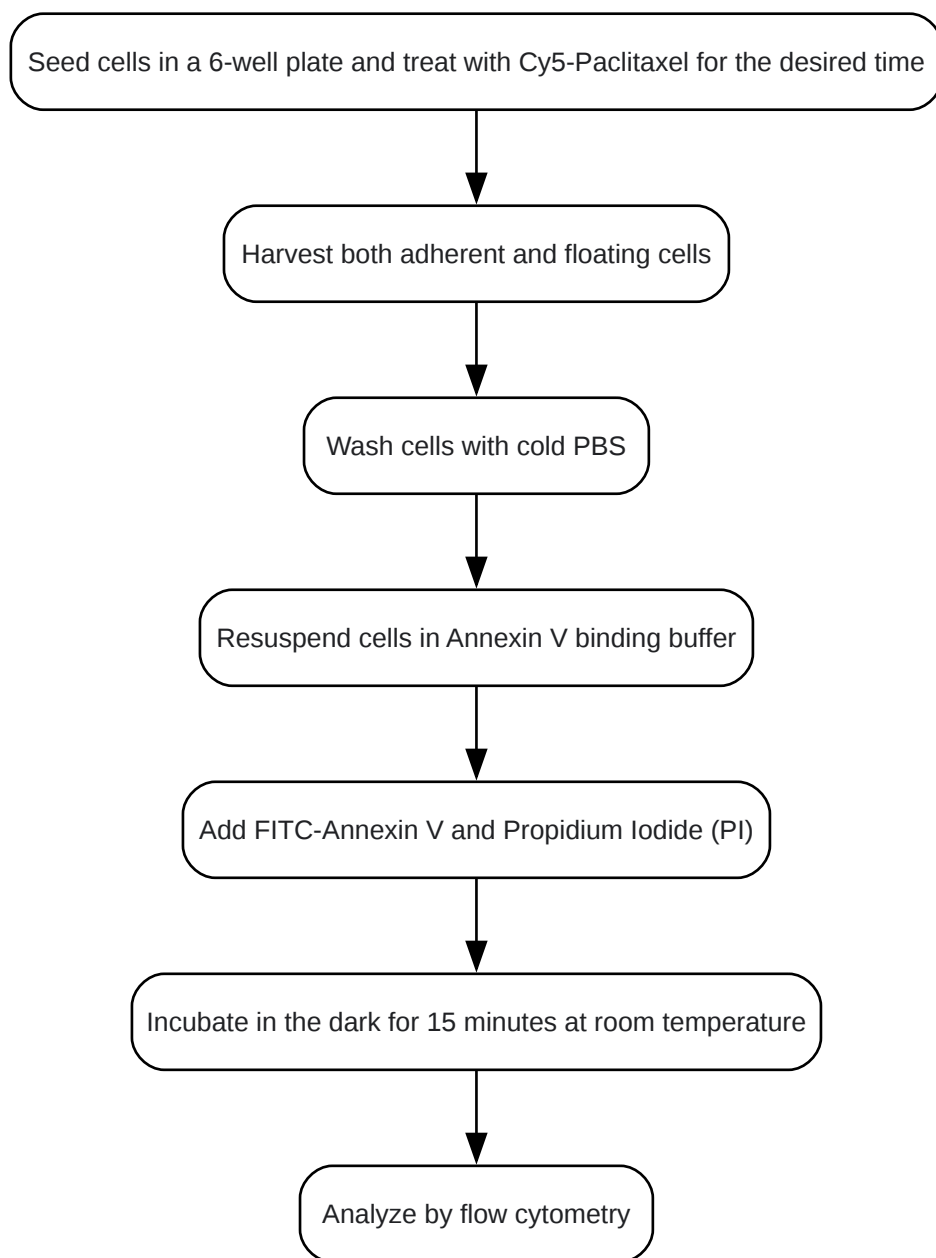 Seed cells in a 6-well plate and treat with Cy5-Paclitaxel for the desired time
Harvest both adherent and floating cells
Wash cells with cold PBS
Resuspend cells in Annexin V binding buffer
Add FITC-Annexin V and Propidium Iodide (PI)
Incubate in the dark for 15 minutes at room temperature
Analyze by flow cytometry